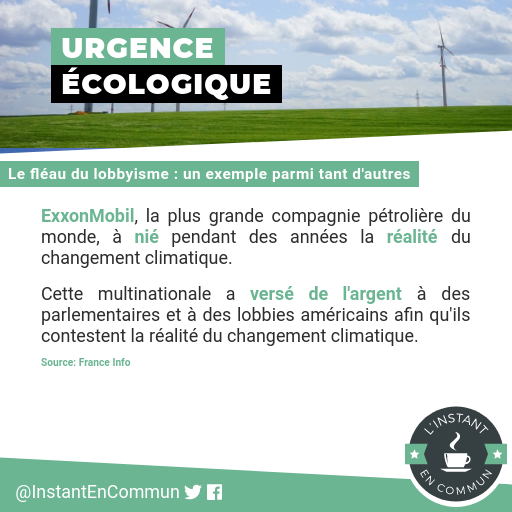 URGENCE
ÉCOLOGIQUE
Le fléau du lobbyisme : un exemple parmi tant d'autres
ExxonMobil, la plus grande compagnie pétrolière du
monde, à nié pendant des années la réalité du
changement climatique.
Cette multinationale a versé de l'argent à des
parlementaires et à des lobbies américains afin qu'ils
contestent la réalité du changement climatique.
Source: France Info
L'INSTANT
EN COMMUN
@InstantEnCommun